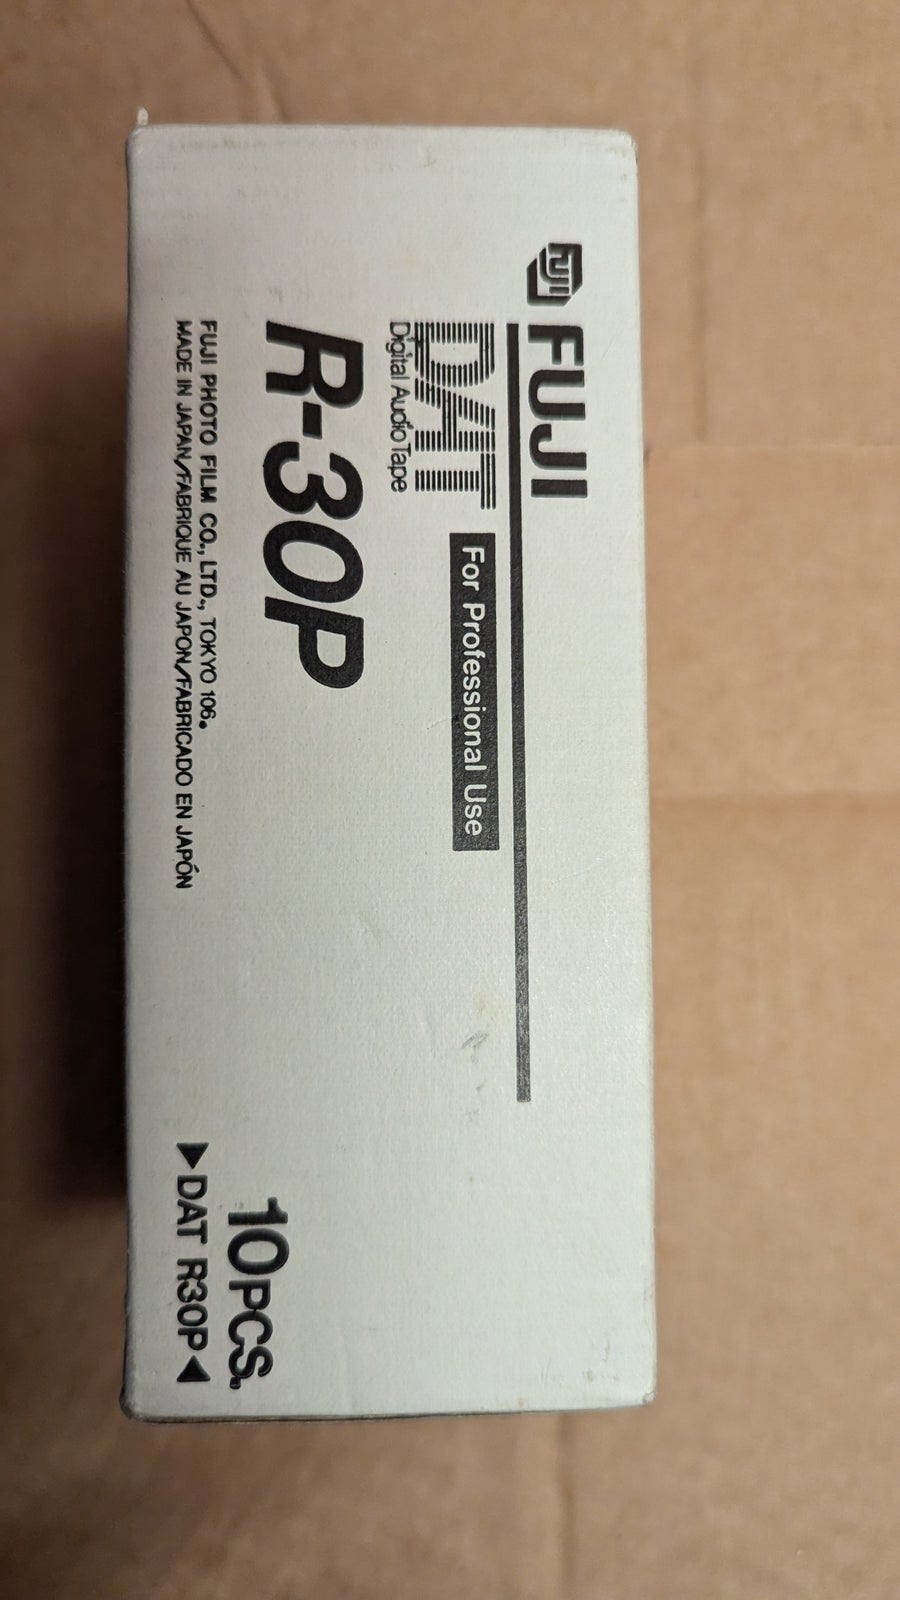 FUJI
FUJI
DAT
Digital Audio Tape
For Professional Use
R-30P
FUJI PHOTO FILM CO., LTD., TOKYO 106.
MADE IN JAPAN/FABRIQUE AU JAPON/FABRICADO EN JAPÓN
10PCS.
▶DAT R30P◀